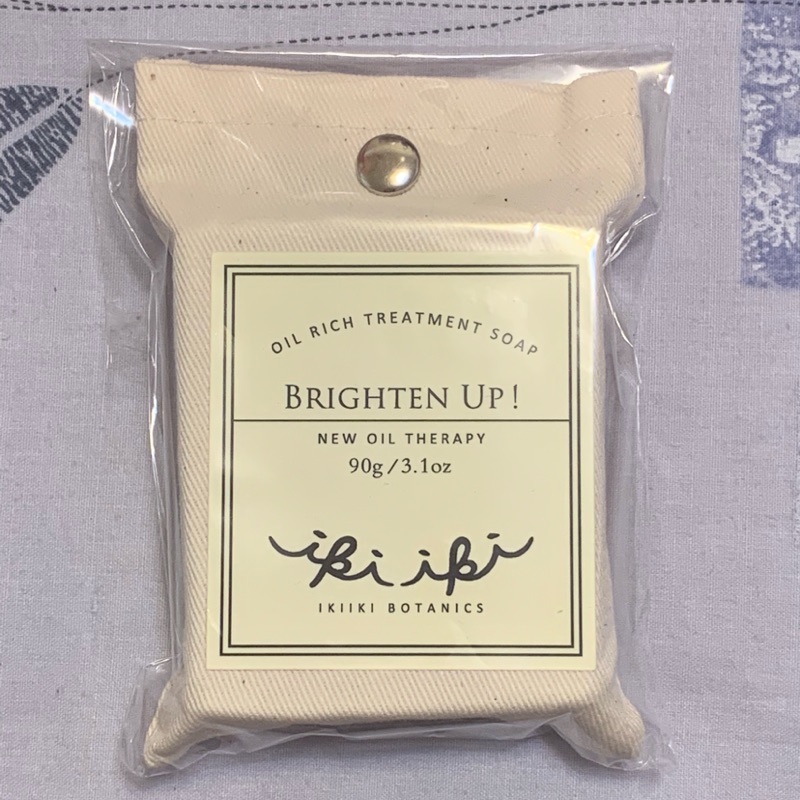 OIL RICH TREATMENT SOAP
BRIGHTEN UP!
NEW OIL THERAPY
90g/3.1oz
iki iki
IKIIKI BOTANICS